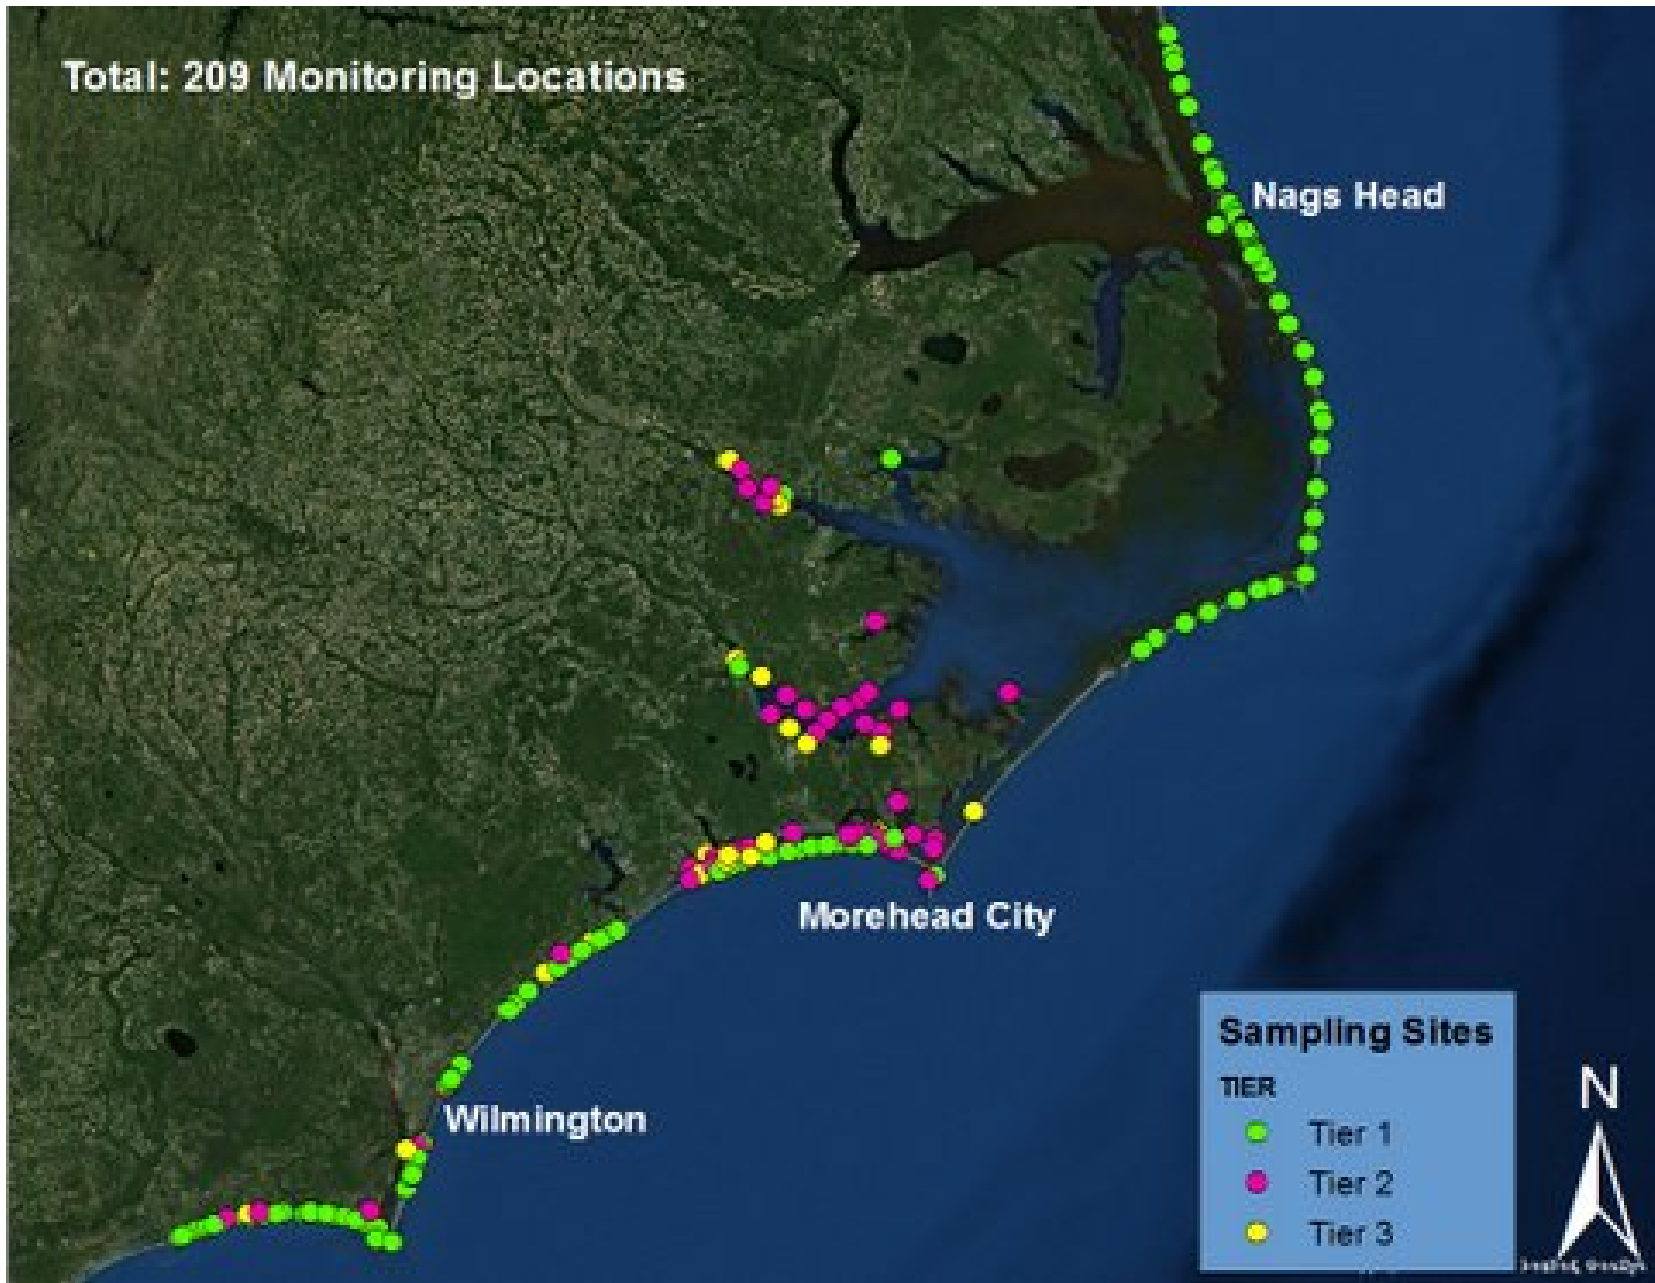 Total: 209 Monitoring Locations
Nags Head
Morehead City
Wilmington
Sampling Sites
TIER
Tier 1
Tier 2
Tier 3
N